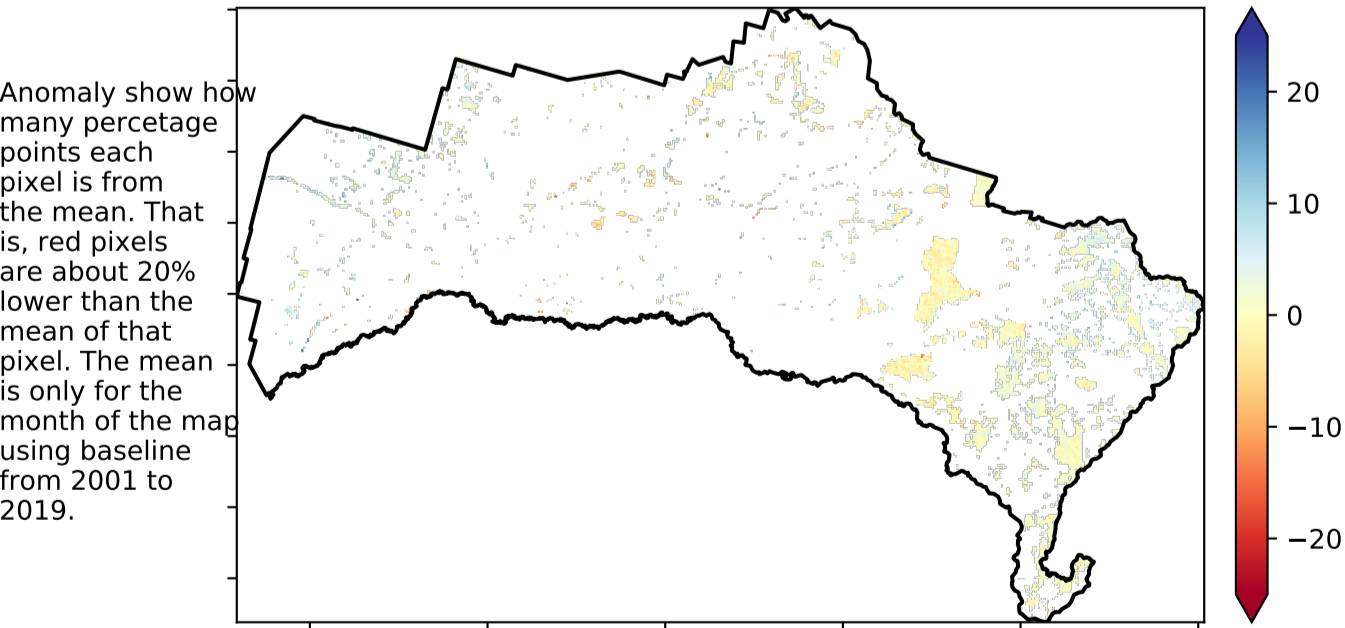 Anomaly show how
many percetage
points each
pixel is from
the mean. That
is, red pixels
are about 20%
lower than the
mean of that
pixel. The mean
is only for the
month of the map
using baseline
from 2001 to
2019.
20
10
0
−10
−20